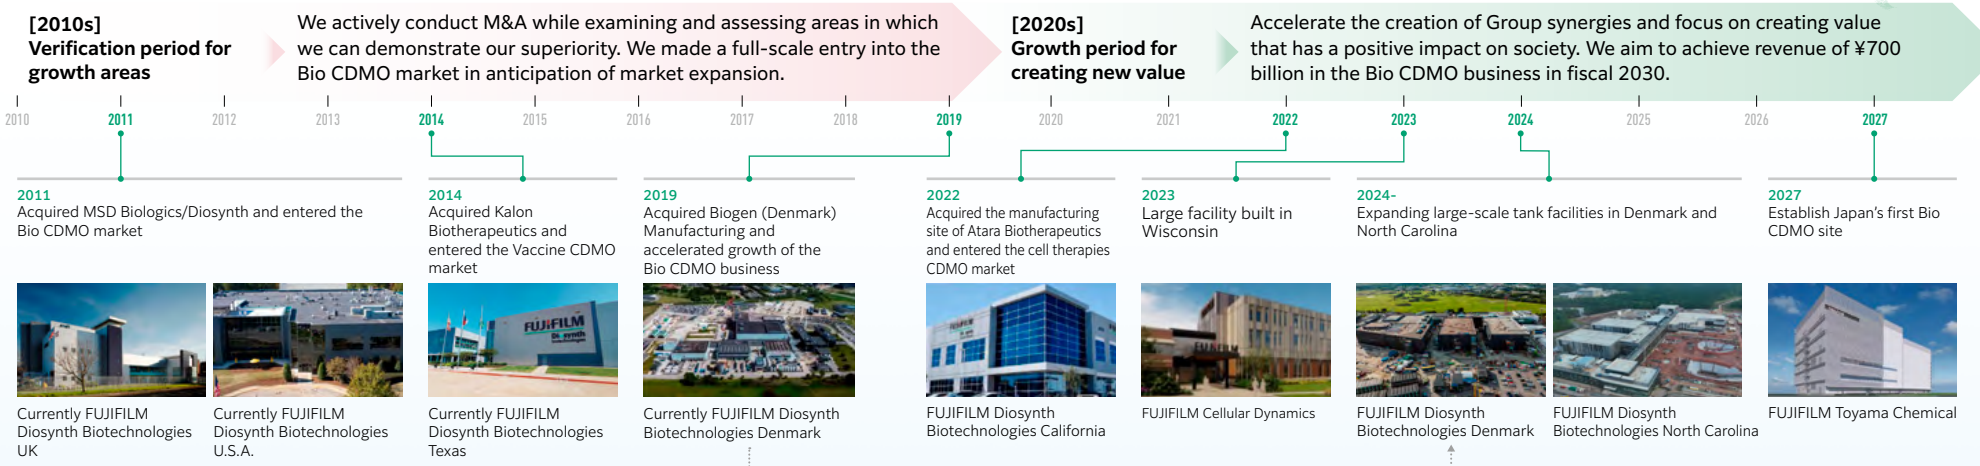 [2010s]
Verification period for
growth areas
We actively conduct M&A while examining and assessing areas in which
we can demonstrate our superiority. We made a full-scale entry into the
Bio CDMO market in anticipation of market expansion.
[2020s]
Growth period for
creating new value
Accelerate the creation of Group synergies and focus on creating value
that has a positive impact on society. We aim to achieve revenue of ¥700
billion in the Bio CDMO business in fiscal 2030.
2010 2011 2012 2013 2014 2015 2016 2017 2018 2019 2020 2021 2022 2023 2024 2025 2026 2027
2011
Acquired MSD Biologics/Diosynth and entered the
Bio CDMO market
2014
Acquired Kalon
Biotherapeutics and
entered the Vaccine CDMO
market
2019
Acquired Biogen (Denmark)
Manufacturing and
accelerated growth of the
Bio CDMO business
2022
Acquired the manufacturing
site of Atara Biotherapeutics
and entered the cell therapies
CDMO market
2023
Large facility built in
Wisconsin
2024-
Expanding large-scale tank facilities in Denmark and
North Carolina
2027
Establish Japan's first Bio
CDMO site
FUJIFILM
Diosynth
Currently FUJIFILM
Diosynth Biotechnologies
UK
Currently FUJIFILM
Diosynth Biotechnologies
U.S.A.
Currently FUJIFILM
Diosynth Biotechnologies
Texas
Currently FUJIFILM Diosynth
Biotechnologies Denmark
FUJIFILM Diosynth
Biotechnologies California
FUJIFILM Cellular Dynamics
FUJIFILM Diosynth
Biotechnologies Denmark
FUJIFILM Diosynth
Biotechnologies North Carolina
FUJIFILM Toyama Chemical